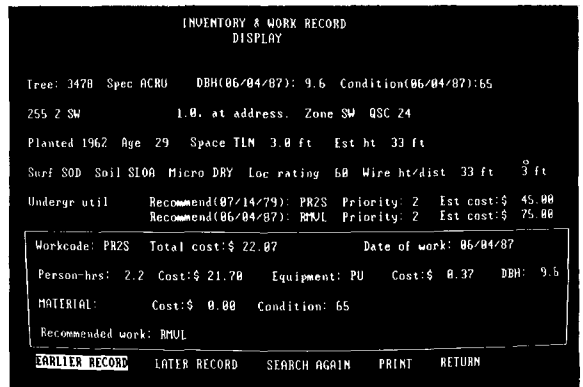 INVENTORY & WORK RECORD
DISPLAY
Tree: 3478 Spec ACRU DBH(06/04/87): 9.6 Condition(06/04/87):65
255 2 SW 1.0. at address. Zone SW QSC 24
Planted 1962 Age 29 Space TLN 3.0 ft Est ht 33 ft
Surf SOD Soil SLOA Micro DRY Loc rating 60 Wire ht/dist 33 ft 3 ft
Undergr util Recommend(07/14/79): PR2S Priority: 2 Est cost:$ 45.00
Recommend(06/04/87): RMVL Priority: 2 Est cost:$ 75.00
Workcode: PR2S Total cost:$ 22.07 Date of work: 06/04/87
Person-hrs: 2.2 Cost:$ 21.70 Equipment: PU Cost:$ 0.37 DBH: 9.6
MATERIAL: Cost:$ 0.00 Condition: 65
Recommended work: RMVL
EARLIER RECORD LATER RECORD SEARCH AGAIN PRINT RETURN